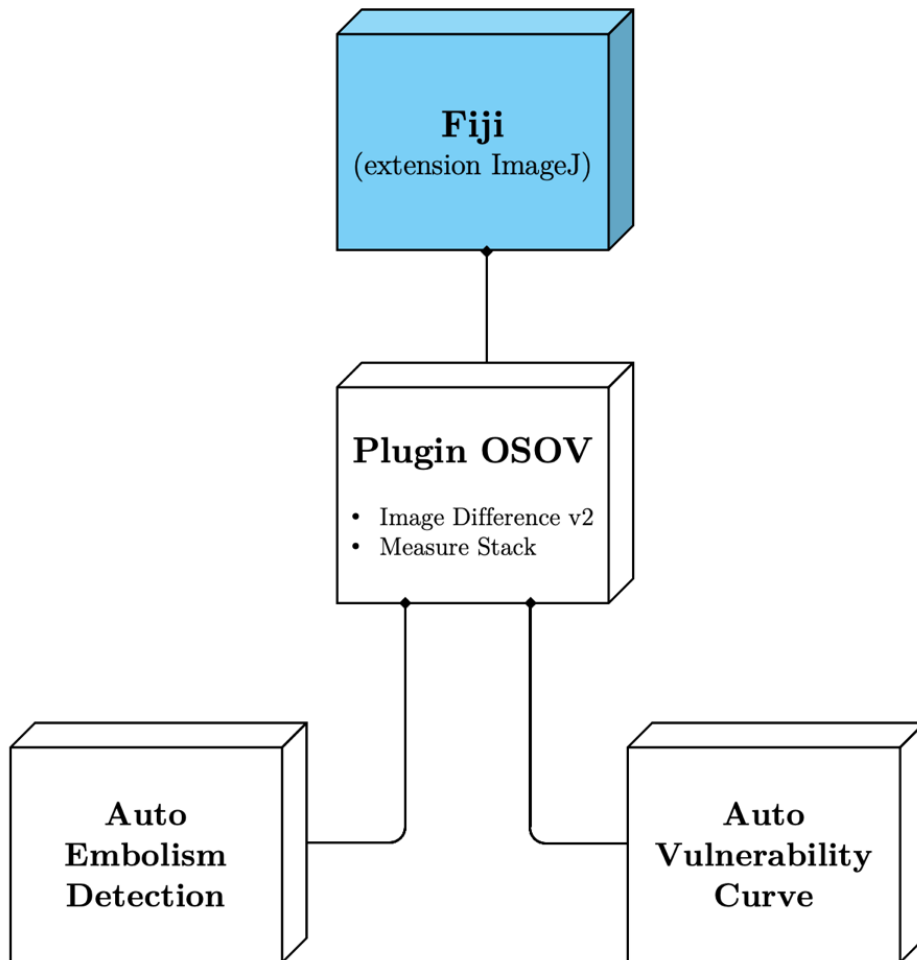 Fiji
(extension ImageJ)
Plugin OSOV
• Image Difference v2
• Measure Stack
Auto
Embolism
Detection
Auto
Vulnerability
Curve